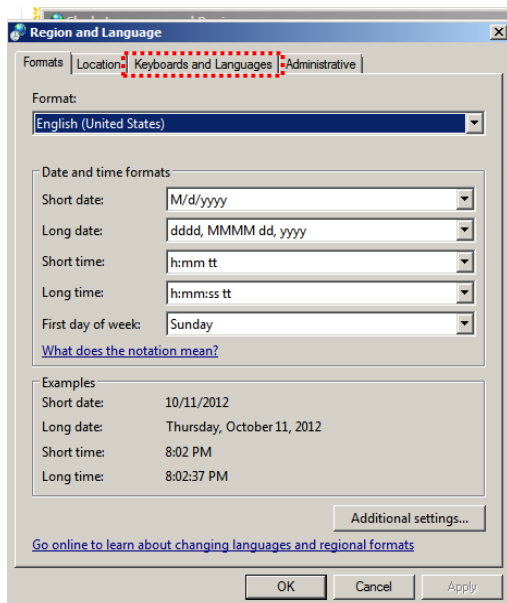 Region and Language
Formats Location Keyboards and Languages Administrative
Format:
English (United States)
Date and time formats
Short date: M/d/yyyy
Long date: dddd, MMMM dd, yyyy
Short time: h:mm tt
Long time: h:mm:ss tt
First day of week: Sunday
What does the notation mean?
Examples
Short date: 10/11/2012
Long date: Thursday, October 11, 2012
Short time: 8:02 PM
Long time: 8:02:37 PM
Additional settings...
Go online to learn about changing languages and regional formats
OK Cancel Apply